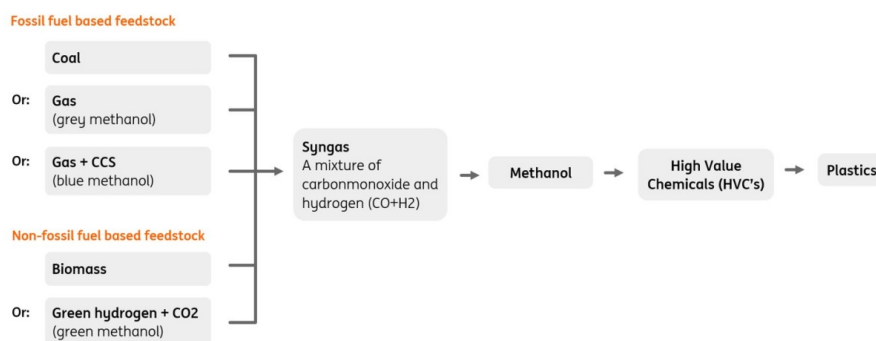 Fossil fuel based feedstock
Coal
Or:
Gas
(grey methanol)
Or:
Gas + CCS
(blue methanol)
Non-fossil fuel based feedstock
Biomass
Or:
Green hydrogen + CO2
(green methanol)
Syngas
A mixture of
carbonmonoxide and
hydrogen (CO+H2)
Methanol
High Value
Chemicals (HVC's)
Plastics